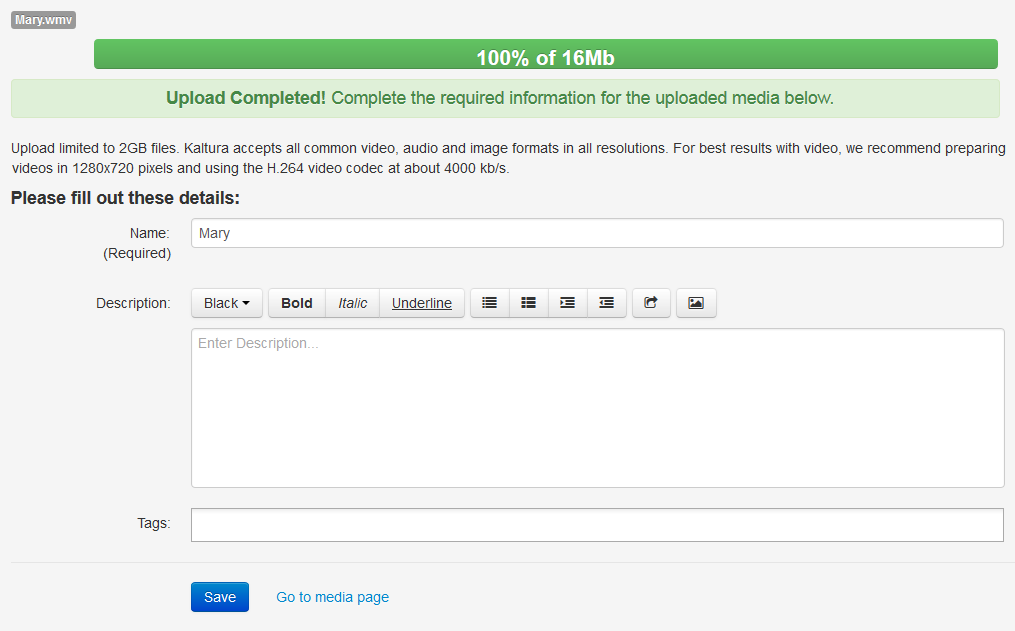 Mary.wmv
100% of 16Mb
Upload Completed! Complete the required information for the uploaded media below.
Upload limited to 2GB files. Kaltura accepts all common video, audio and image formats in all resolutions. For best results with video, we recommend preparing
videos in 1280x720 pixels and using the H.264 video codec at about 4000 kb/s.
Please fill out these details:
Name: Mary
(Required)
Description: Black Bold Italic Underline
Enter Description...
Tags:
Save Go to media page